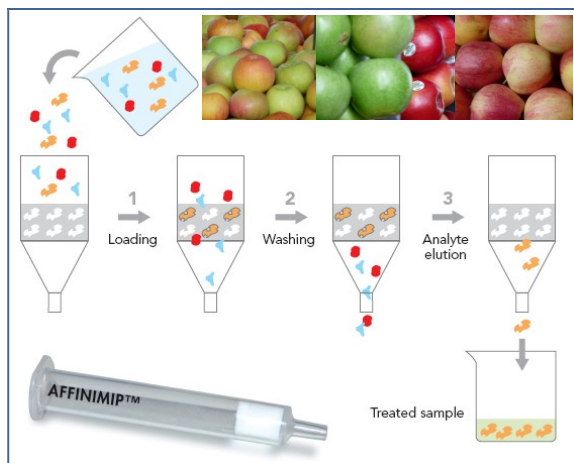 1
Loading
2
Washing
3
Analyte
elution
AFFINIMIP™
Treated sample